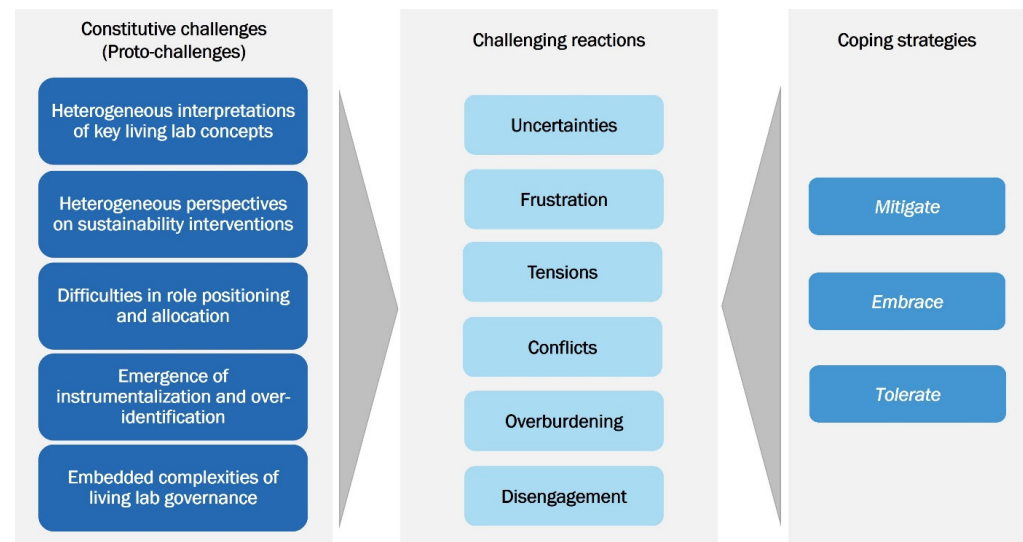 Constitutive challenges
(Proto-challenges)
Heterogeneous interpretations
of key living lab concepts
Heterogeneous perspectives
on sustainability interventions
Difficulties in role positioning
and allocation
Emergence of
instrumentalization and over-
identification
Embedded complexities of
living lab governance
Challenging reactions
Uncertainties
Frustration
Tensions
Conflicts
Overburdening
Disengagement
Coping strategies
Mitigate
Embrace
Tolerate